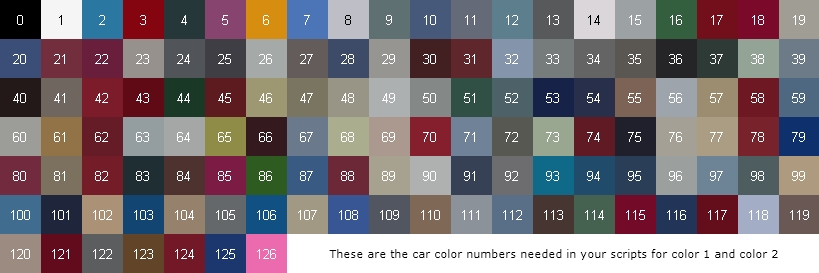 0 1 2 3 4 5 6 7 8 9 10 11 12 13 14 15 16 17 18 19
20 21 22 23 24 25 26 27 28 29 30 31 32 33 34 35 36 37 38 39
40 41 42 43 44 45 46 47 48 49 50 51 52 53 54 55 56 57 58 59
60 61 62 63 64 65 66 67 68 69 70 71 72 73 74 75 76 77 78 79
80 81 82 83 84 85 86 87 88 89 90 91 92 93 94 95 96 97 98 99
100 101 102 103 104 105 106 107 108 109 110 111 112 113 114 115 116 117 118 119
120 121 122 123 124 125 126 These are the car color numbers needed in your scripts for color 1 and color 2